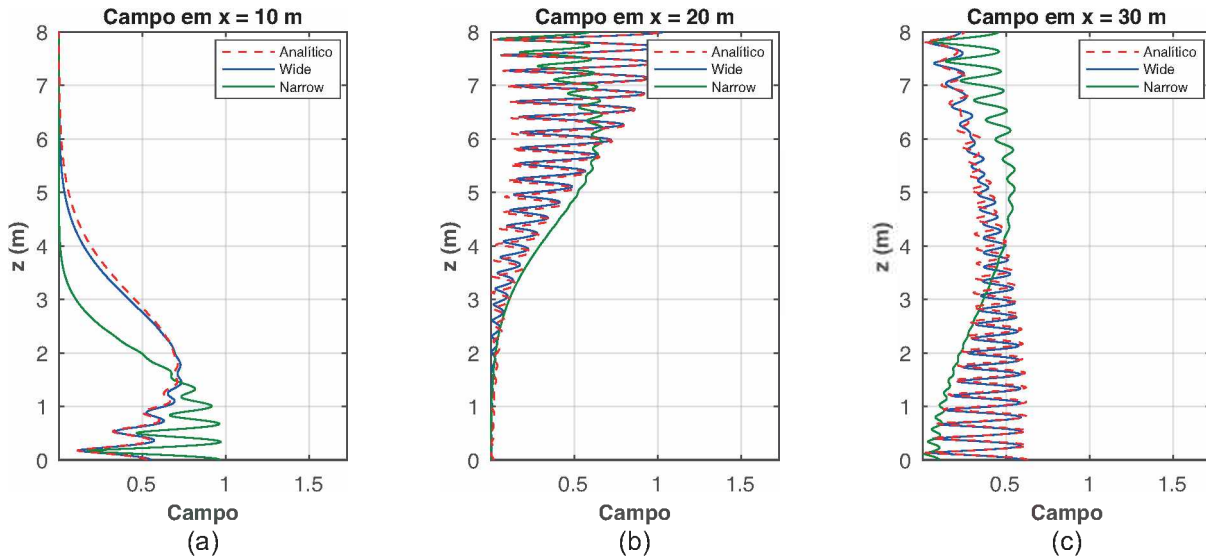 Campo em x = 10 m
8
7
6
5
4
3
2
1
0
z (m)
Analítico
Wide
Narrow
0.5 1 1.5
Campo
(a)
Campo em x = 20 m
8
7
6
5
4
3
2
1
0
z (m)
Analítico
Wide
Narrow
0.5 1 1.5
Campo
(b)
Campo em x = 30 m
8
7
6
5
4
3
2
1
0
z (m)
Analítico
Wide
Narrow
0.5 1 1.5
Campo
(c)